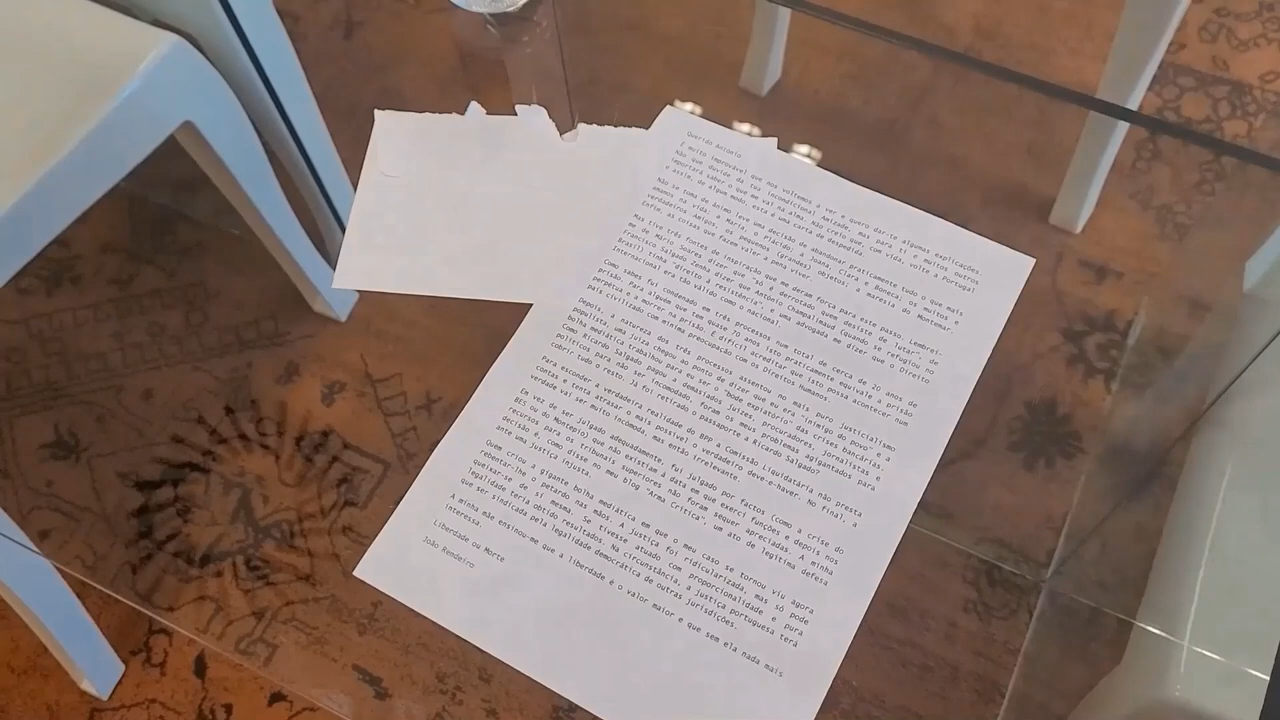 Querido António
É muito improvável que nos voltemos a ver e quero dar-te algumas explicações.
Não que duvide da tua incondicional Amizade, mas para ti e muitos outros
importará saber o que me vai na alma. Não creio que, com vida, volte a Portugal
e assim, de algum modo, esta é uma carta de despedida.
Não se toma de ânimo leve uma decisão de abandonar praticamente tudo o que mais
amamos na vida: a Maria, o Plácido; a Joana, Clara e Boneca; os muitos e
verdadeiros Amigos, os pequenos (grandes) objetos; a maresia do Montemar.
Enfim, as coisas que fazem valer a pena viver.
Mas tive três fontes de inspiração que me deram força para este passo. Lembrei-
me de Mário Soares dizer que "só é derrotado quem desiste de lutar", de
Francisco Salgado Zenha dizer que António Champalimaud (quando se refugiou no
Brasil) tinha "direito à resistência" e uma advogada me dizer que o Direito
Internacional era tão válido como o nacional.
Como sabes fui condenado em três processos num total de cerca de 20 anos de
prisão. Para alguém que tem quase 70 anos isto praticamente equivale a prisão
perpétua e a morrer na prisão. É difícil acreditar que isto possa acontecer num
país civilizado com mínima preocupação com os Direitos Humanos.
Depois, a natureza dos três processos assentou no mais puro justicialismo
populista, uma juíza chegou ao ponto de dizer que eu era "inimigo do povo" e a
bolha mediática trabalhou para eu ser o "bode expiatório" das crises bancárias.
Como Ricardo Salgado pagou a demasiados juízes, procuradores, jornalistas e
políticos para não ser incomodado, foram os meus problemas agigantados para
cobrir tudo o resto. Já foi retirado o passaporte a Ricardo Salgado?
Para esconder a verdadeira realidade do BPP a Comissão Liquidatária não presta
contas e tenta atrasar o mais possível o verdadeiro deve-e-haver. No final, a
verdade vai ser muito incómoda, mas então irrelevante.
Em vez de ser julgado adequadamente, fui julgado por factos (como a crise do
BES ou do Montepio) que não existiam à data em que exerci funções e depois nos
recursos para os tribunais superiores não foram sequer apreciadas. A minha
decisão é, como disse no meu blog "Arma Crítica", um ato de legítima defesa
ante uma justiça injusta.
Quem criou a gigante bolha mediática em que o meu caso se tornou viu agora
rebentar-lhe o petardo nas mãos. A justiça foi ridicularizada, mas só pode
queixar-se de si mesma. Se tivesse atuado com proporcionalidade e pura
legalidade teria obtido resultados. Na circunstância, a justiça portuguesa terá
que ser sindicada pela legalidade democrática de outras jurisdições.
A minha mãe ensinou-me que a liberdade é o valor maior e que sem ela nada mais
interessa.
Liberdade ou Morte
João Rendeiro